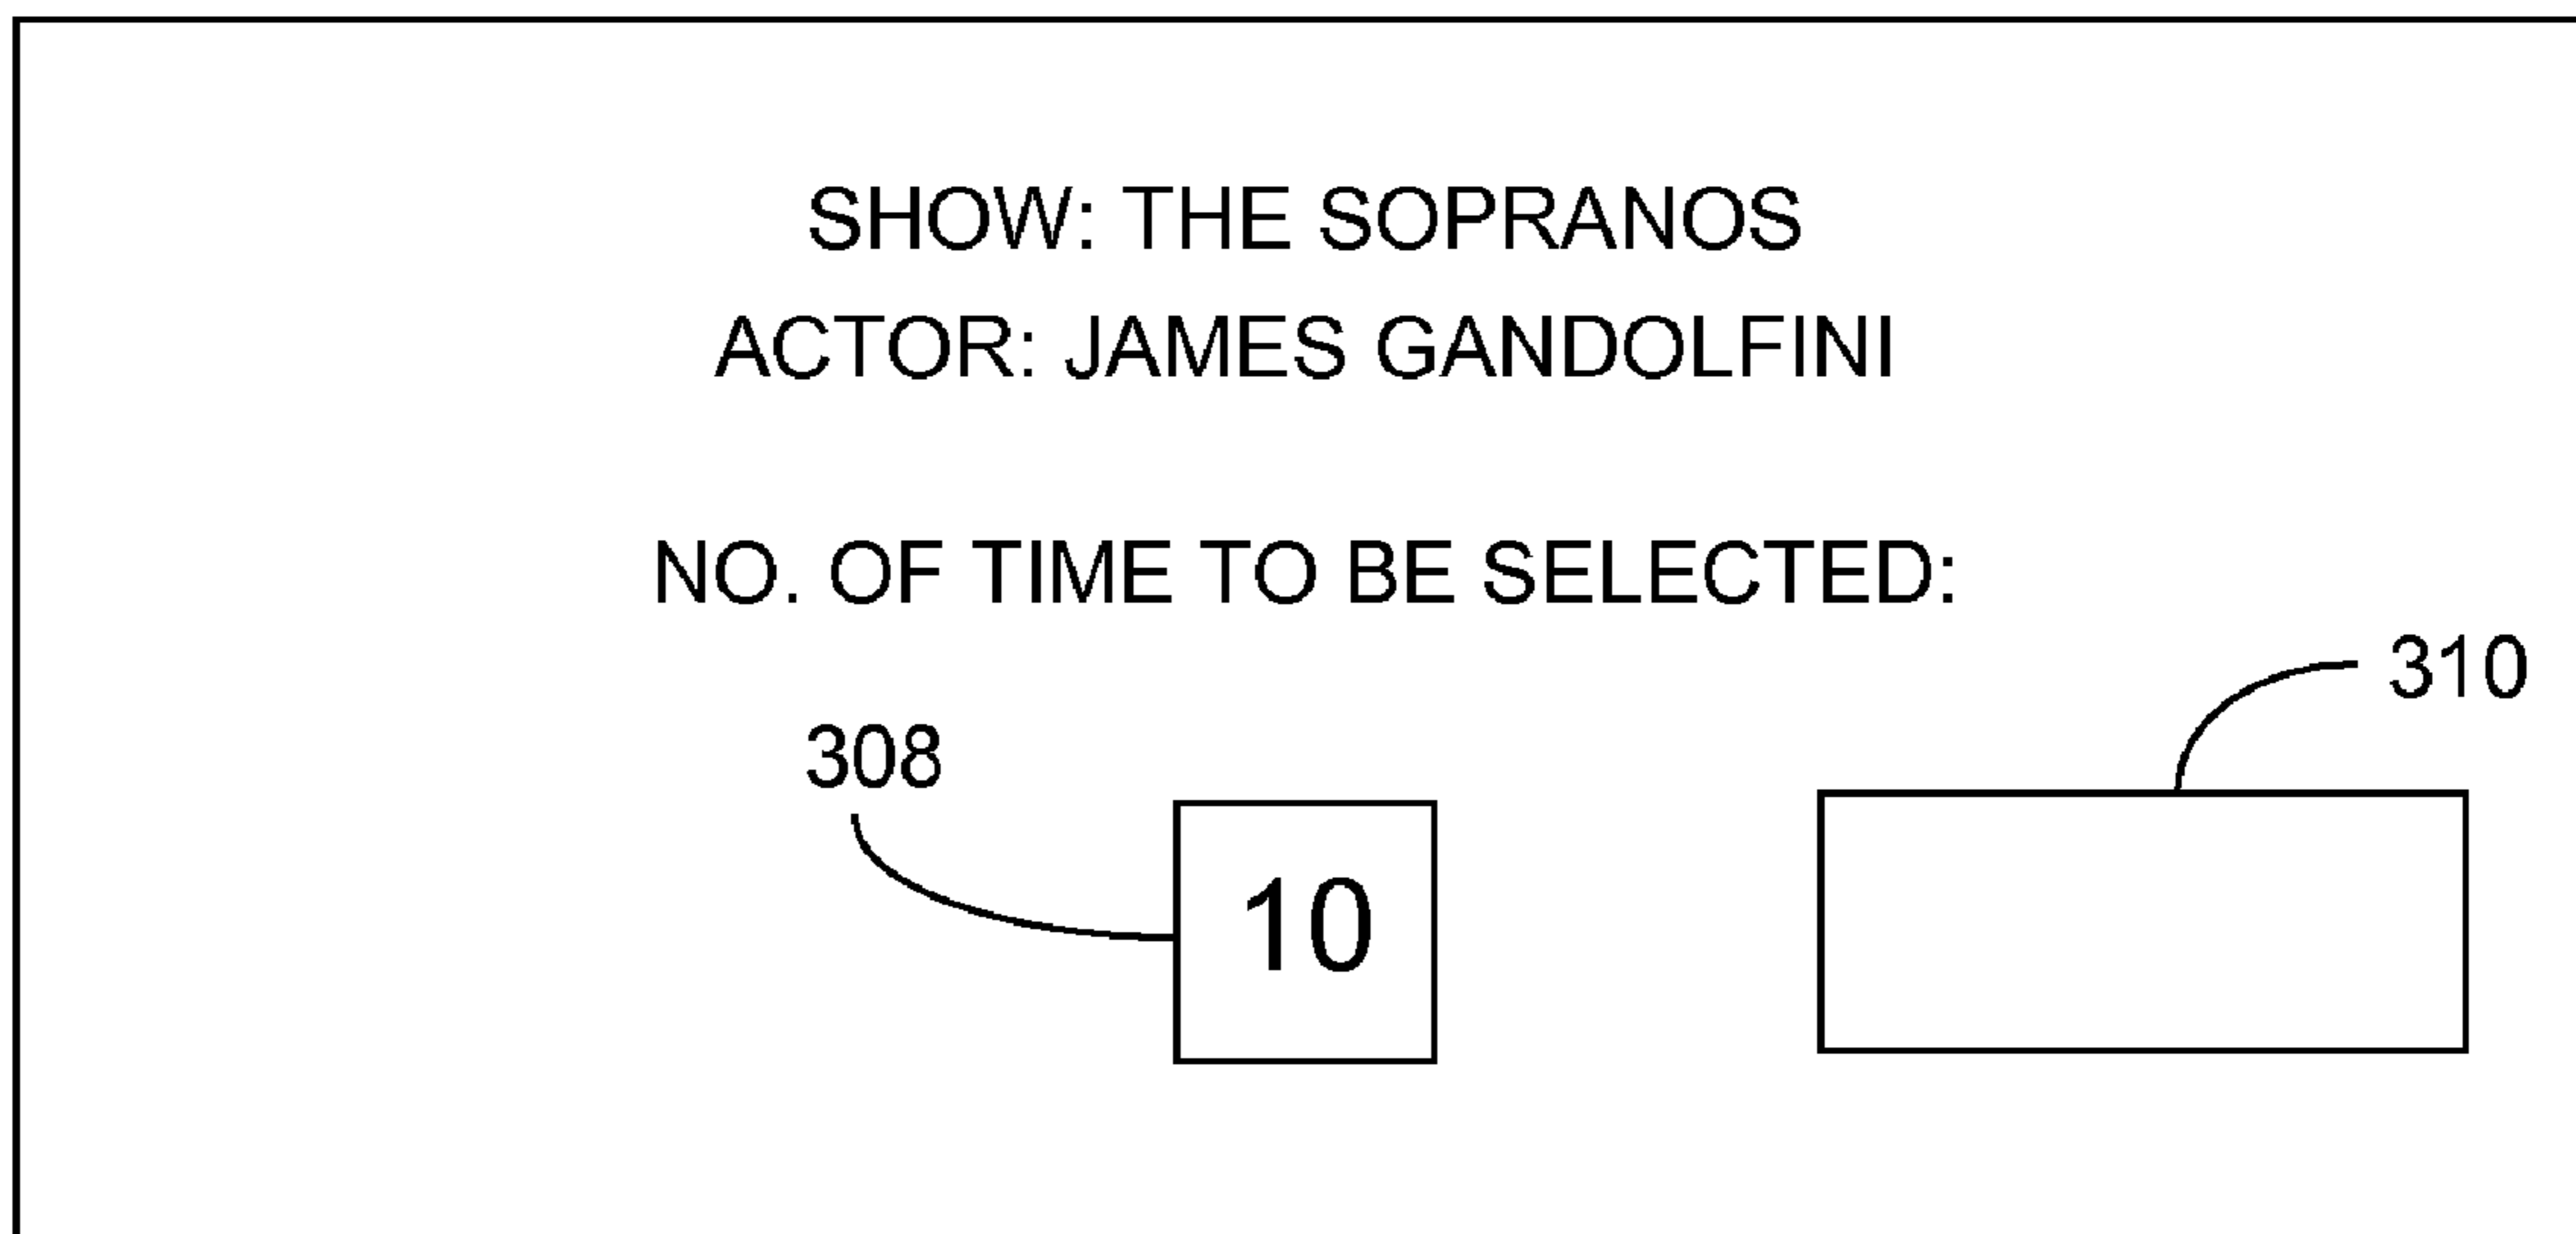 SHOW: THE SOPRANOS
ACTOR: JAMES GANDOLFINI
NO. OF TIME TO BE SELECTED:
310
308
10